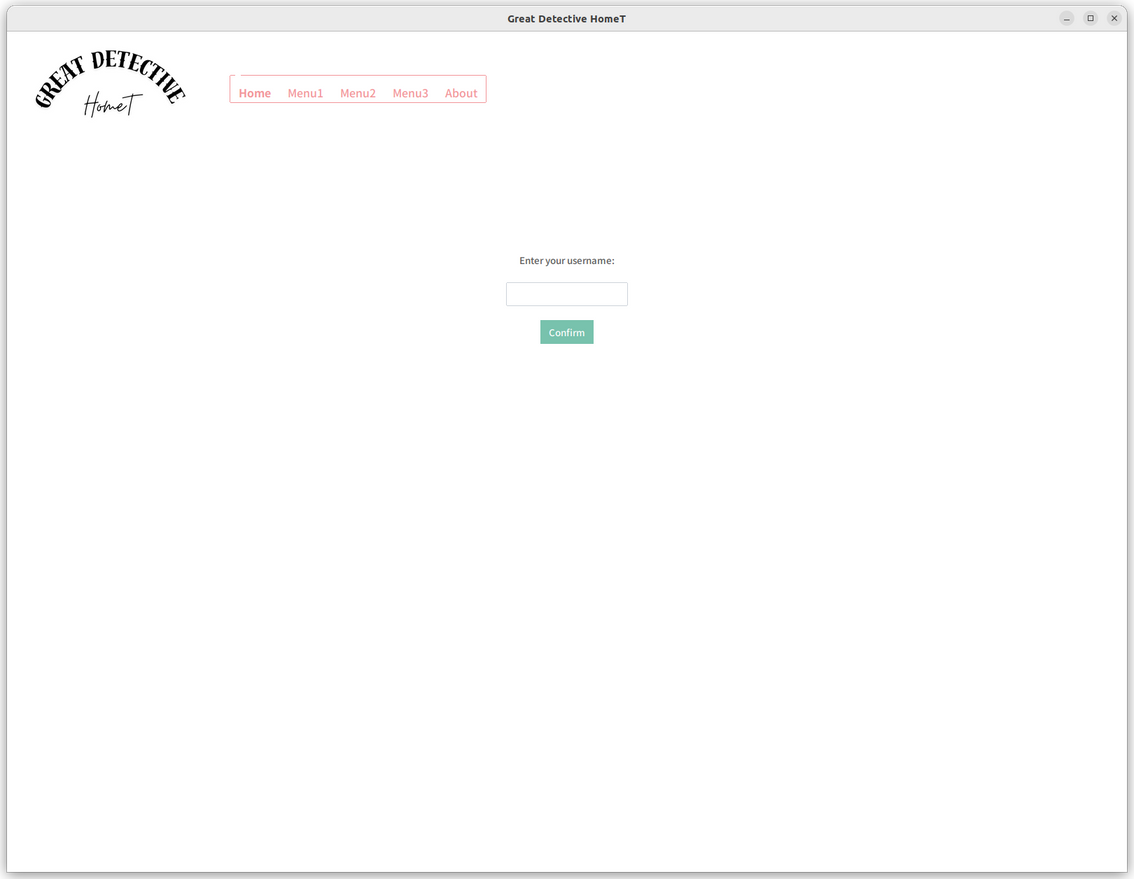 Great Detective HomeT
GREAT DETECTIVE
HomeT
Home Menu1 Menu2 Menu3 About
Enter your username:
Confirm